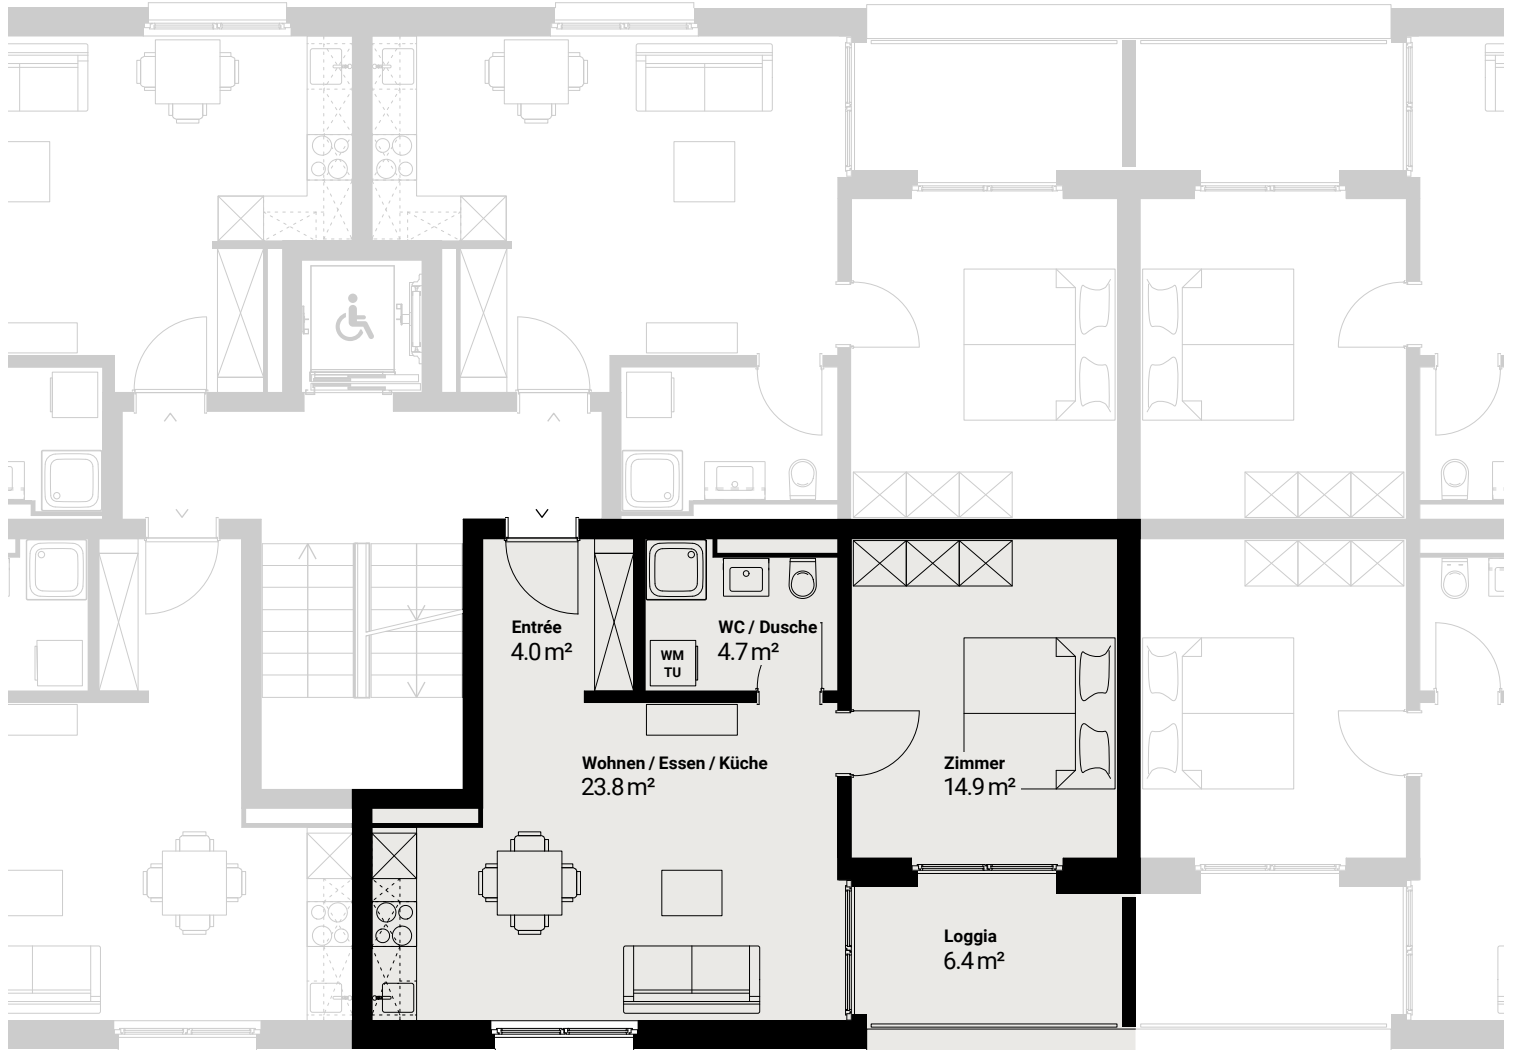 Entrée
4.0 m²
WC / Dusche
4.7 m²
WM
TU
Wohnen / Essen / Küche
23.8 m²
Zimmer
14.9 m²
Loggia
6.4 m²